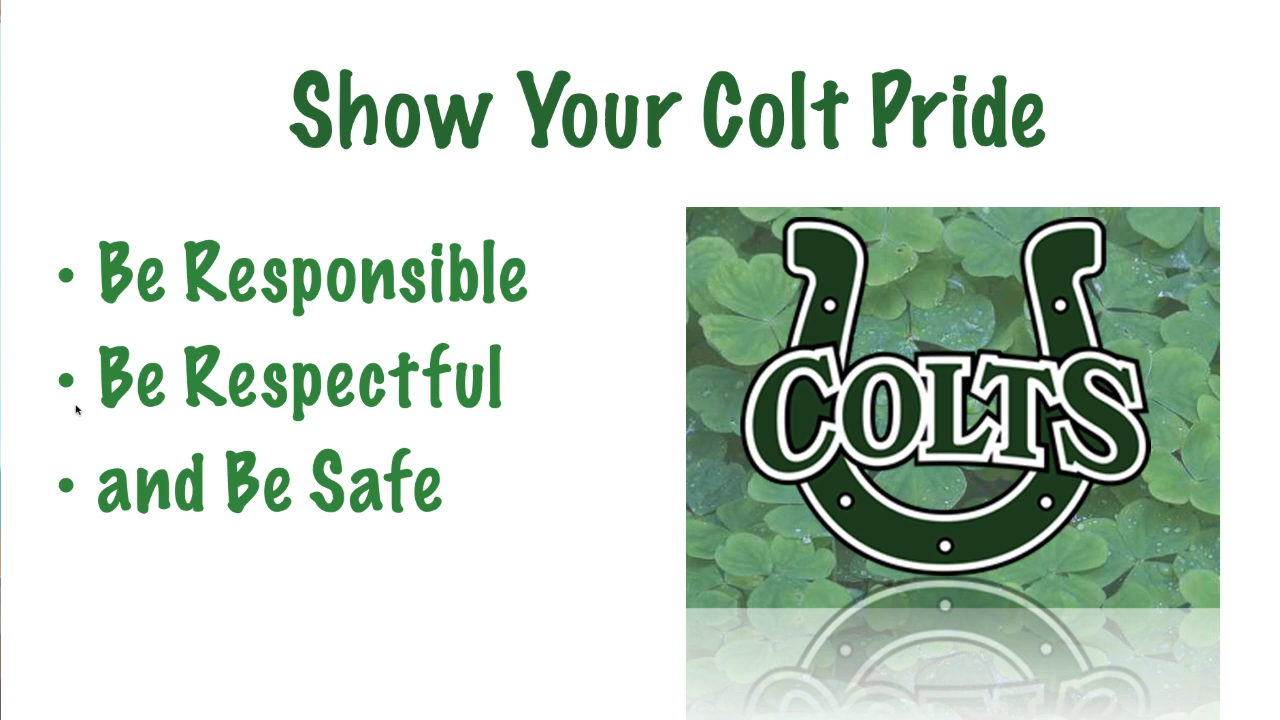 Show Your Colt Pride
• Be Responsible
• Be Respectful
• and Be Safe
COLTS